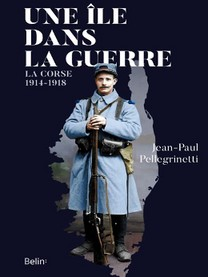 UNE ÎLE
DANS
LA GUERRE
LA CORSE
1914-1918
Jean-Paul
Pellegrinetti
Belin: